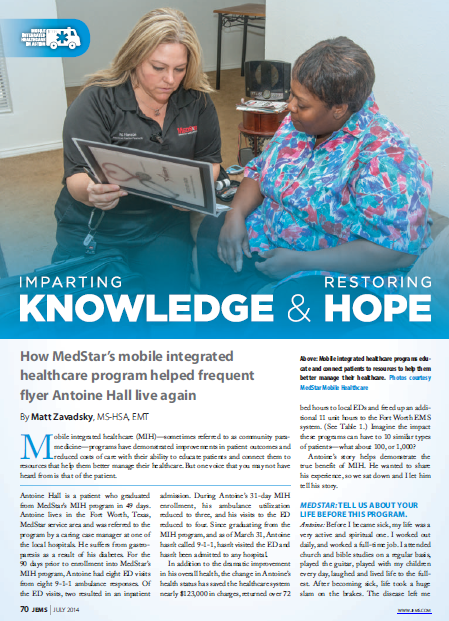 MOBILE
INTEGRATED
HEALTHCARE
IN ACTION
IMPARTING
RESTORING
KNOWLEDGE & HOPE
How MedStar's mobile integrated
healthcare program helped frequent
flyer Antoine Hall live again
By Matt Zavadsky, MS-HSA, EMT
Above: Mobile integrated healthcare programs edu-
cate and connect patients to resources to help them
better manage their healthcare. Photos courtesy
MedStar Mobile Healthcare
Mobile integrated healthcare (MIH)—sometimes referred to as community para-
medicine—programs have demonstrated improvements in patient outcomes and
reduced costs of care with their ability to educate patients and connect them to
resources that help them better manage their healthcare. But one voice that you may not have
heard from is that of the patient.
Antoine Hall is a patient who graduated
from MedStar's MIH program in 49 days.
Antoine lives in the Fort Worth, Texas,
MedStar service area and was referred to the
program by a caring case manager at one of
the local hospitals. He suffers from gastro-
paresis as a result of his diabetes. For the
90 days prior to enrollment into MedStar's
MIH program, Antoine had eight ED visits
from eight 9-1-1 ambulance responses. Of
the ED visits, two resulted in an inpatient
admission. During Antoine's 31-day MIH
enrollment, his ambulance utilization
reduced to three, and his visits to the ED
reduced to four. Since graduating from the
MIH program, and as of March 31, Antoine
hasn't called 9-1-1, hasn't visited the ED and
hasn't been admitted to any hospital.
In addition to the dramatic improvement
in his overall health, the change in Antoine's
health status has saved the healthcare system
nearly $123,000 in charges, returned over 72
bed hours to local EDs and freed up an addi-
tional 11 unit hours to the Fort Worth EMS
system. (See Table 1.) Imagine the impact
these programs can have to 10 similar types
of patients—what about 100, or 1,000?
Antoine's story helps demonstrate the
true benefit of MIH. He wanted to share
his experience, so we sat down and I let him
tell his story.
MEDSTAR: TELL US ABOUT YOUR
LIFE BEFORE THIS PROGRAM.
Antoine: Before I became sick, my life was a
very active and spiritual one. I worked out
daily, and worked a full-time job. I attended
church and bible studies on a regular basis,
played the guitar, played with my children
every day, laughed and lived life to the full-
est. After becoming sick, life took a huge
slam on the brakes. The disease left me
70 JEMS | JULY 2014
WWW.JEMS.COM